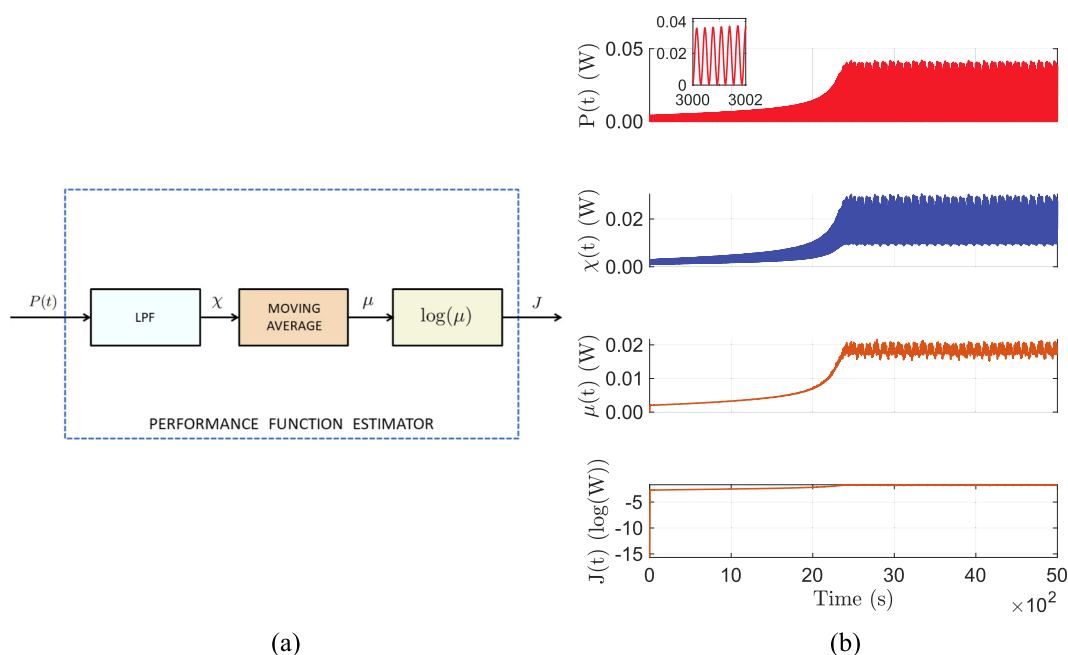 P(t)
LPF
χ
MOVING
AVERAGE
μ
log(μ)
J
PERFORMANCE FUNCTION ESTIMATOR
(a)
P(t) (W)
0.05
0.00
0.04
0.02
0
3000
3002
χ(t) (W)
0.02
0.00
μ(t) (W)
0.02
0.01
0.00
J(t) (log(W))
-5
-10
-15
0 10 20 30 40 50
Time (s)
×10²
(b)